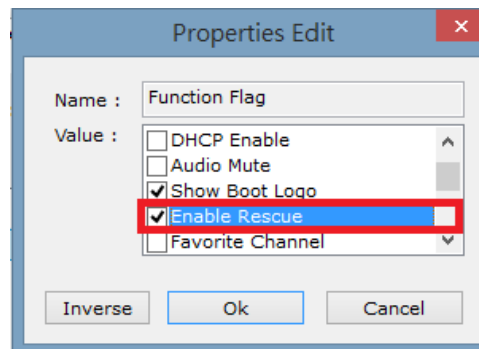 Properties Edit
Name : Function Flag
Value : DHCP Enable
Audio Mute
Show Boot Logo
Enable Rescue
Favorite Channel
Inverse Ok Cancel